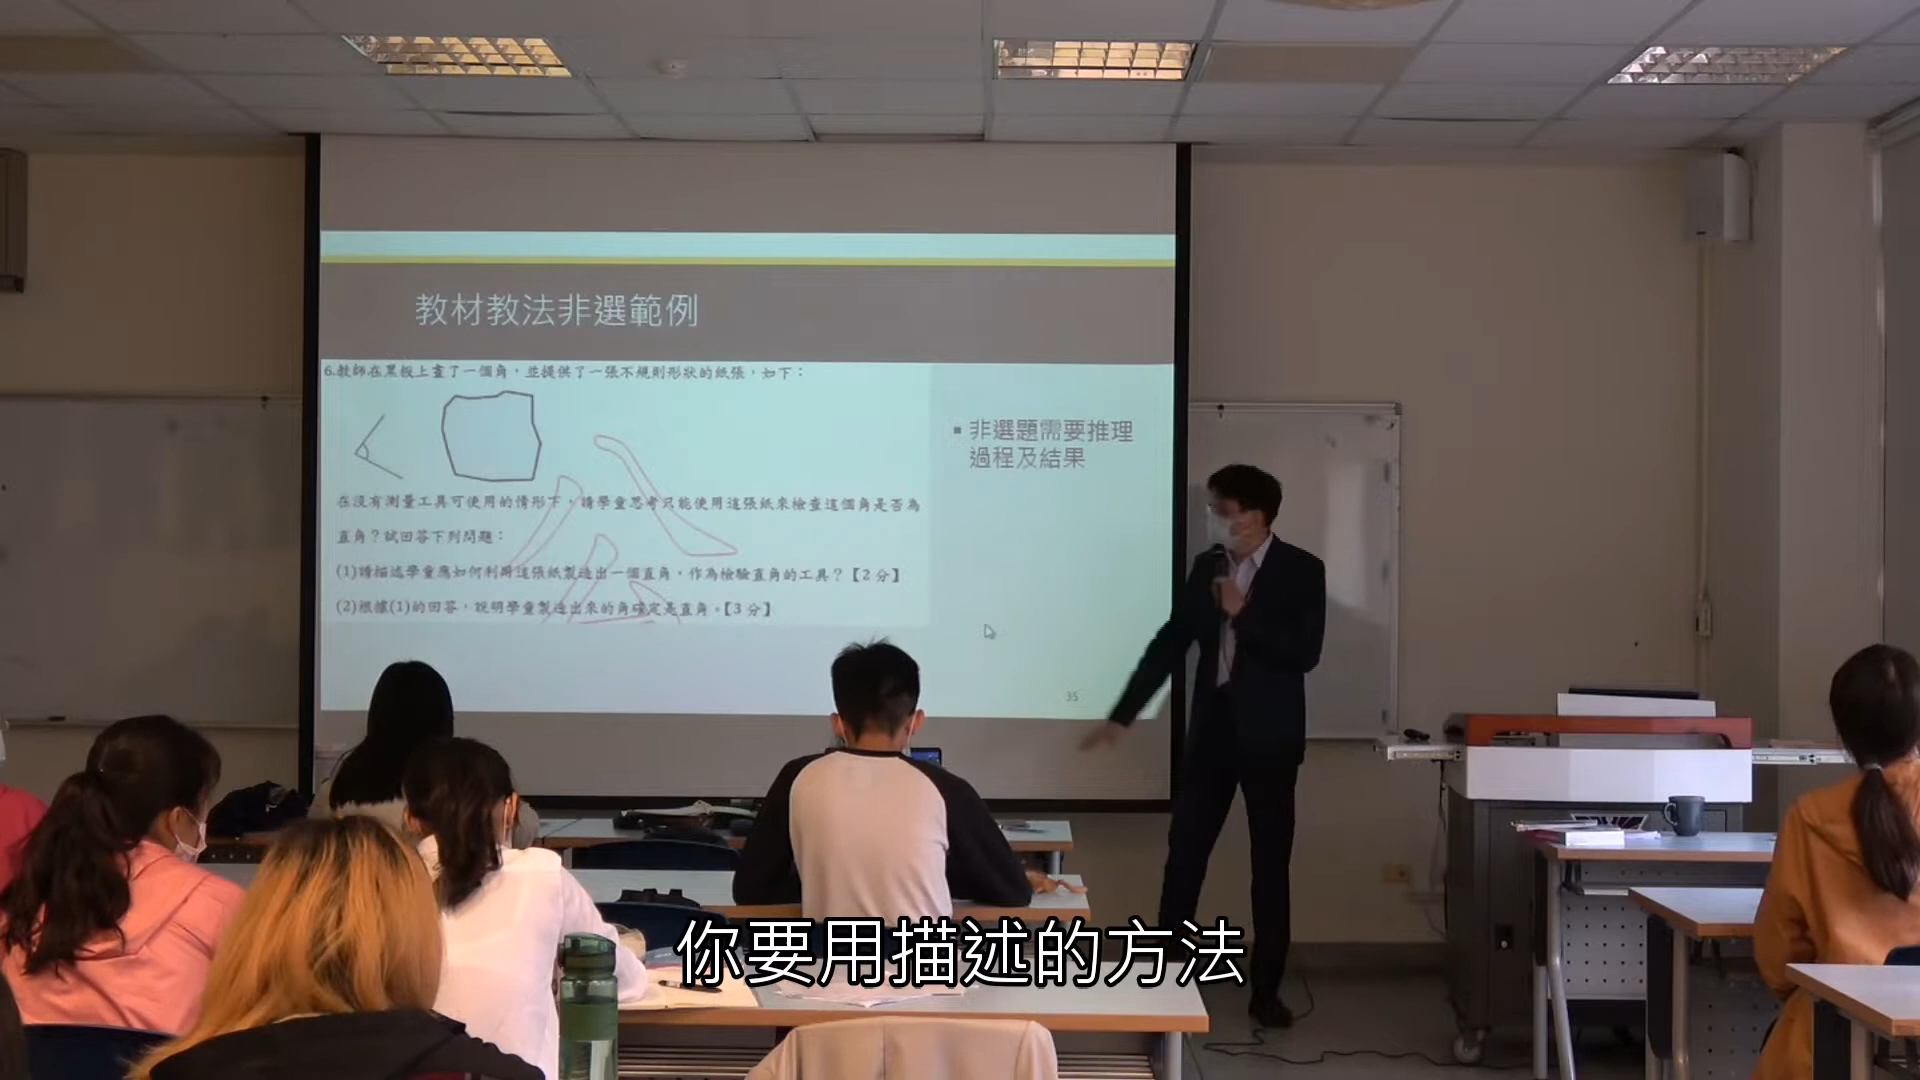 教材教法非選範例
6.教師在黑板上畫了一個角，並提供了一張不規則形狀的紙張，如下：
在沒有測量工具可使用的情形下，請學童思考只能使用這張紙來檢查這個角是否為
直角？試回答下列問題：
(1)請描述學童應如何利用這張紙製造出一個直角，作為檢驗直角的工具？【2分】
(2)根據(1)的回答，說明學童製造出來的角確定是直角。【3分】
▪ 非選題需要推理
過程及結果
35
你要用描述的方法